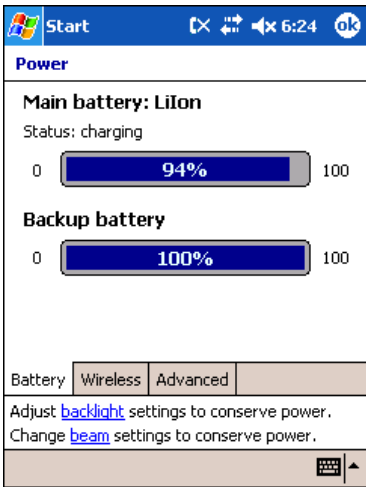 Start 6:24 ok
Power
Main battery: LiIon
Status: charging
0 94% 100
Backup battery
0 100% 100
Battery Wireless Advanced
Adjust backlight settings to conserve power.
Change beam settings to conserve power.